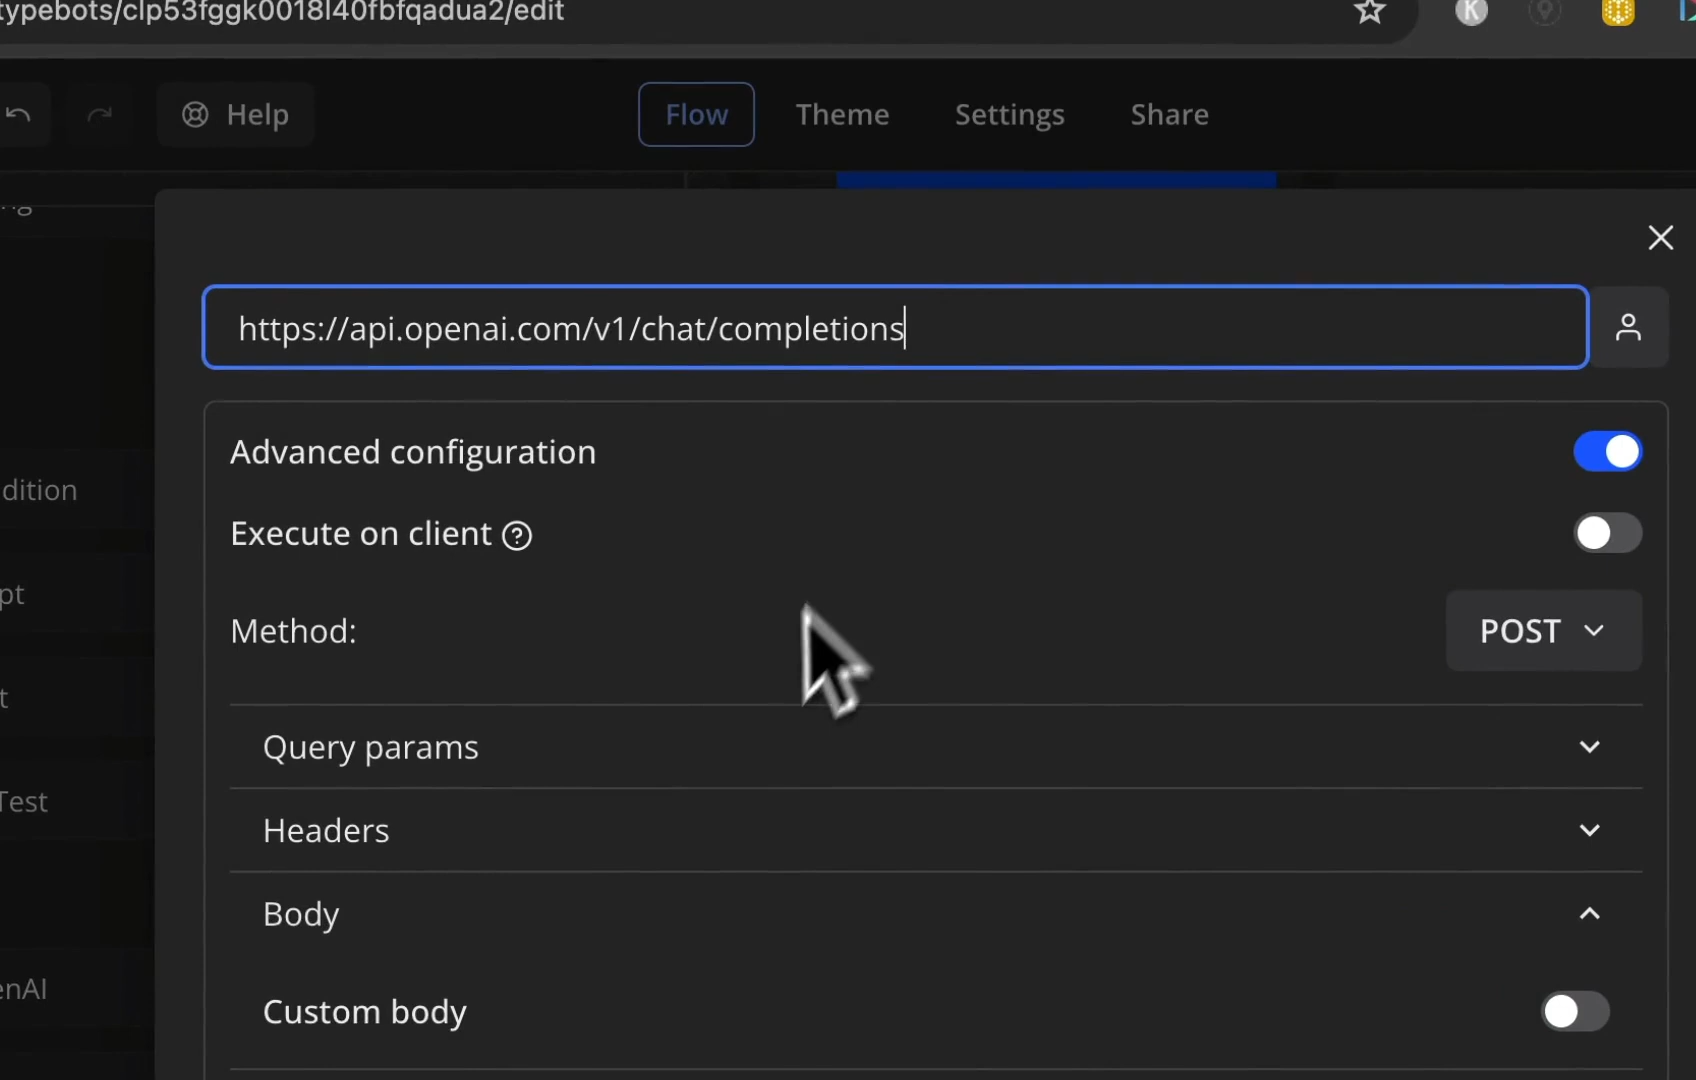 typebots/clp53fggk0018l40fbfqadua2/edit
K
Help
Flow
Theme
Settings
Share
https://api.openai.com/v1/chat/completions
Advanced configuration
dition
Execute on client
pt
Method:
POST
t
Query params
Test
Headers
Body
enAI
Custom body